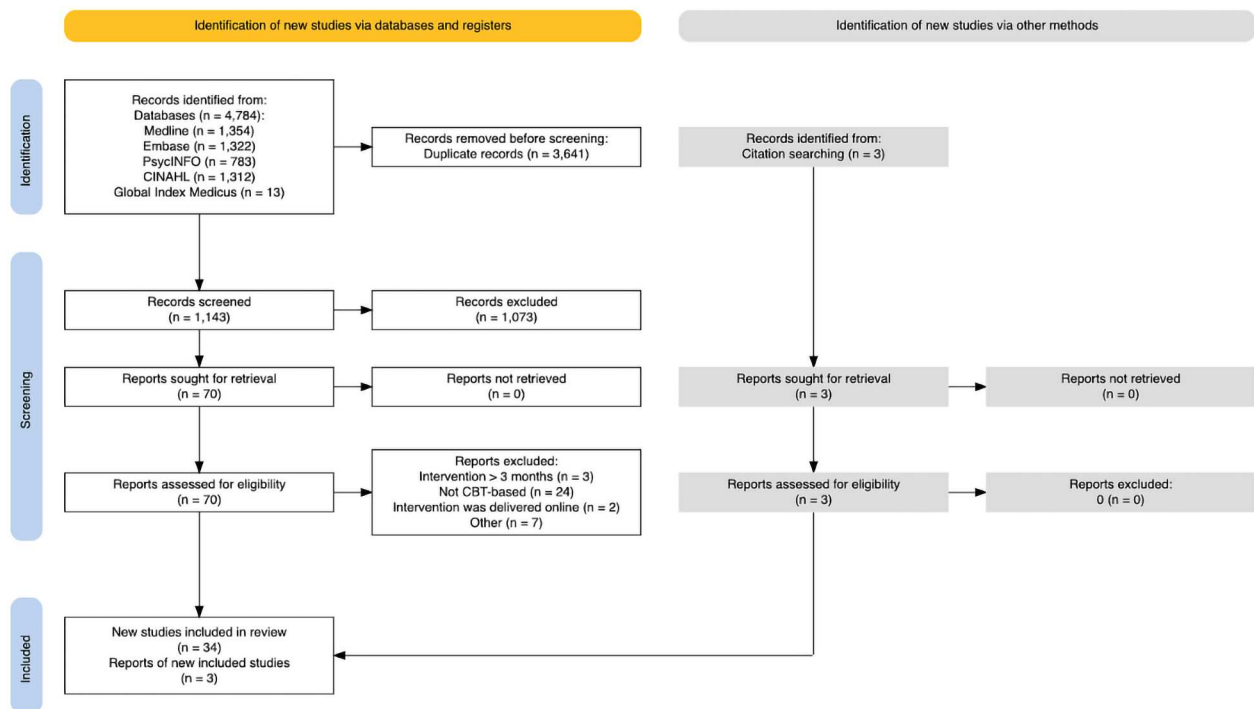 Identification of new studies via databases and registers
Identification of new studies via other methods
Identification
Records identified from:
Databases (n = 4,784):
Medline (n = 1,354)
Embase (n = 1,322)
PsycINFO (n = 783)
CINAHL (n = 1,312)
Global Index Medicus (n = 13)
Records removed before screening:
Duplicate records (n = 3,641)
Records identified from:
Citation searching (n = 3)
Screening
Records screened
(n = 1,143)
Records excluded
(n = 1,073)
Reports sought for retrieval
(n = 70)
Reports not retrieved
(n = 0)
Reports sought for retrieval
(n = 3)
Reports not retrieved
(n = 0)
Reports assessed for eligibility
(n = 70)
Reports excluded:
Intervention > 3 months (n = 3)
Not CBT-based (n = 24)
Intervention was delivered online (n = 2)
Other (n = 7)
Reports assessed for eligibility
(n = 3)
Reports excluded:
0 (n = 0)
Included
New studies included in review
(n = 34)
Reports of new included studies
(n = 3)